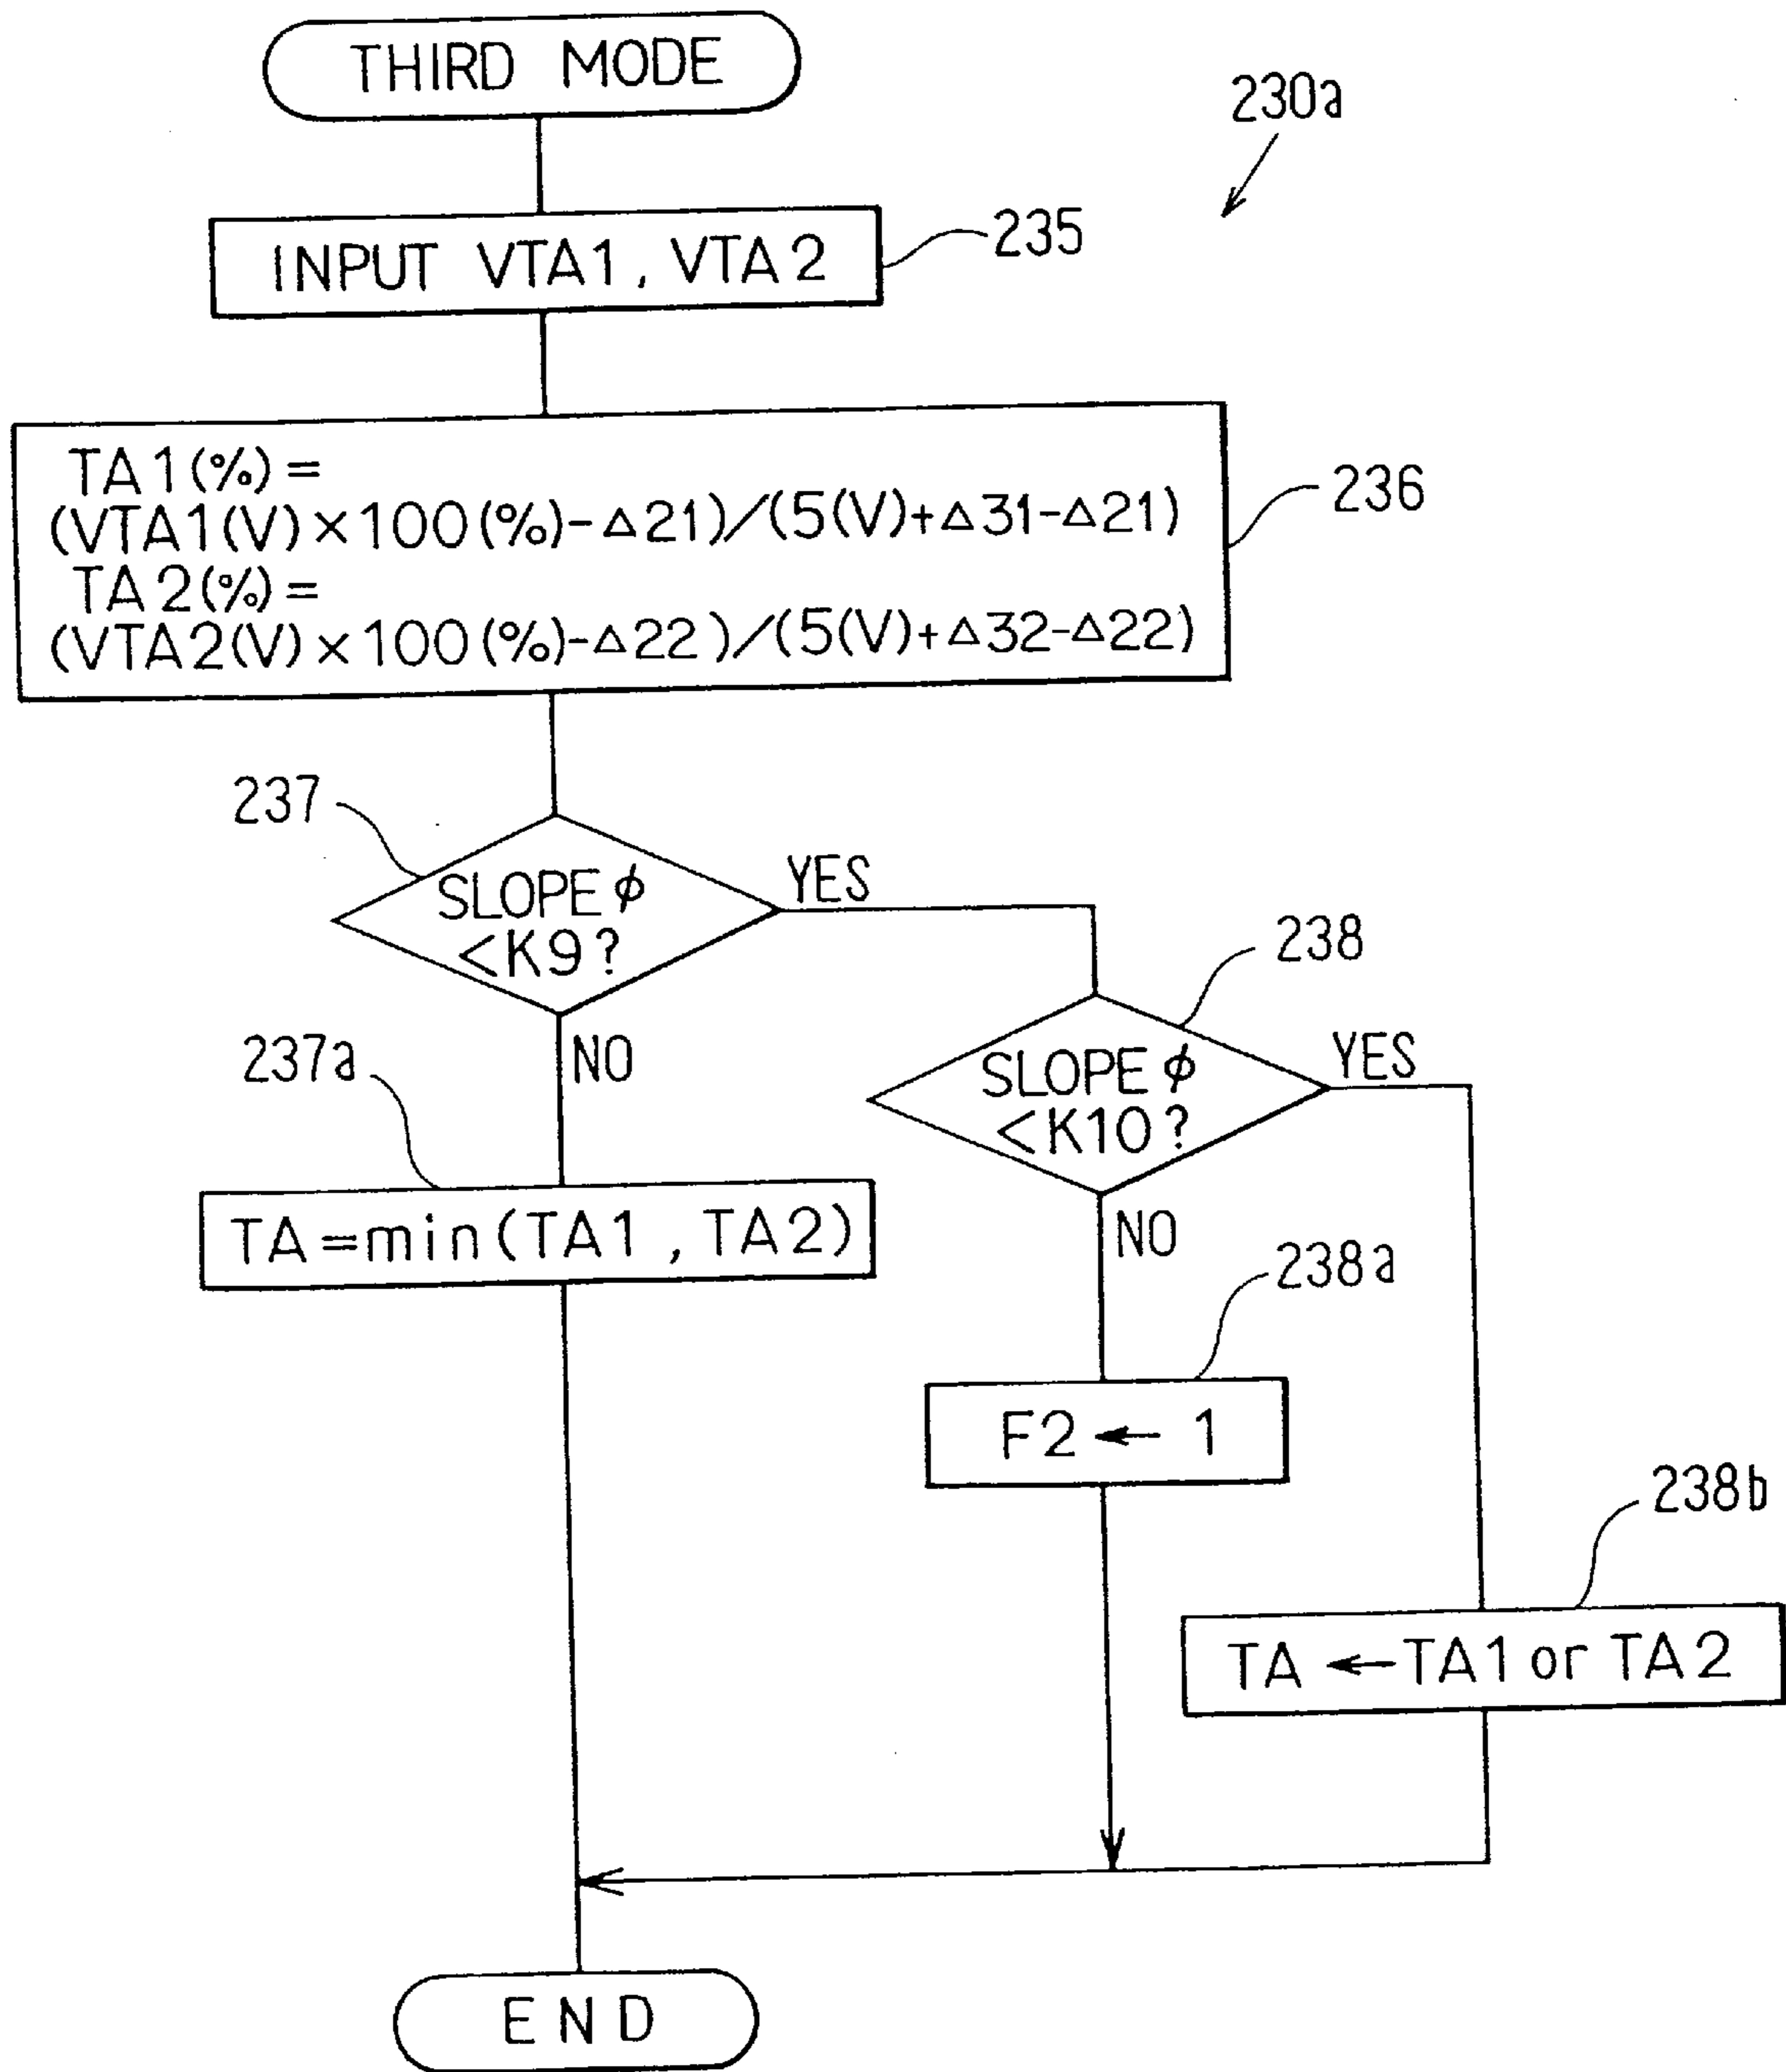 THIRD MODE
230a
INPUT VTA1, VTA2
235
TA1(%)=
(VTA1(V)×100(%)-Δ21)/(5(V)+Δ31-Δ21)
TA2(%)=
(VTA2(V)×100(%)-Δ22)/(5(V)+Δ32-Δ22)
236
237
SLOPE ϕ
<K9?
YES
NO
238
SLOPE ϕ
<K10?
YES
NO
237a
TA=min(TA1, TA2)
238a
F2 ← 1
238b
TA ← TA1 or TA2
END